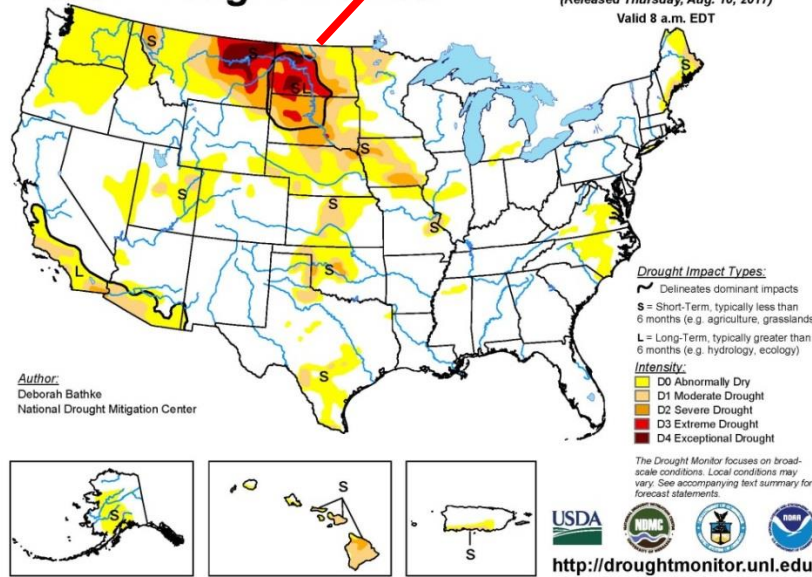 (Released Thursday, Aug. 10, 2017)
Valid 8 a.m. EDT
S
S
S
L
S
S
S
S
S
S
L
S
S
Drought Impact Types:
Delineates dominant impacts
S = Short-Term, typically less than
6 months (e.g. agriculture, grasslands
L = Long-Term, typically greater than
6 months (e.g. hydrology, ecology)
Intensity:
D0 Abnormally Dry
D1 Moderate Drought
D2 Severe Drought
D3 Extreme Drought
D4 Exceptional Drought
Author:
Deborah Bathke
National Drought Mitigation Center
The Drought Monitor focuses on broad-
scale conditions. Local conditions may
vary. See accompanying text summary for
forecast statements.
S
S
S
USDA
NDMC
NOAA
http://droughtmonitor.unl.edu